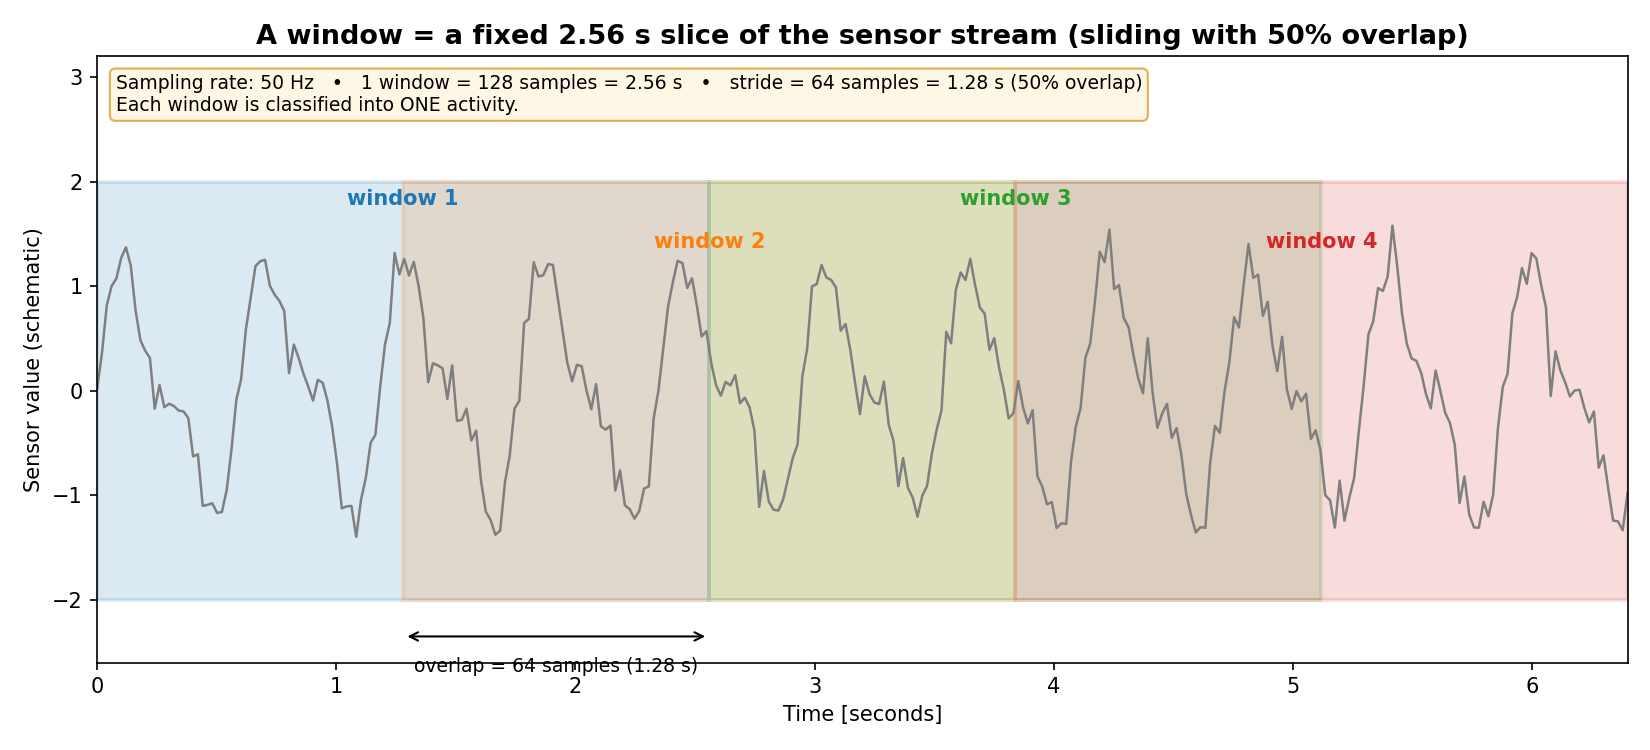 A window = a fixed 2.56 s slice of the sensor stream (sliding with 50% overlap)
Sampling rate: 50 Hz • 1 window = 128 samples = 2.56 s • stride = 64 samples = 1.28 s (50% overlap)
Each window is classified into ONE activity.
window 1
window 3
window 2
window 4
3
2
1
0
−1
−2
Sensor value (schematic)
overlap = 64 samples (1.28 s)
0 1 2 3 4 5 6
Time [seconds]